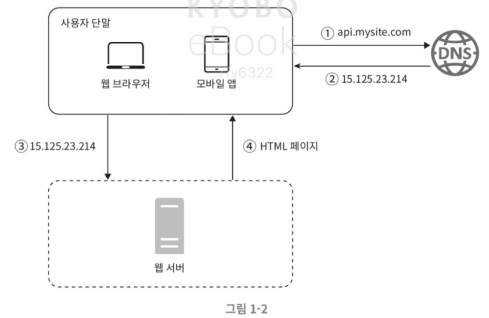 KYOBO
eBook
사용자 단말
① api.mysite.com
DNS
웹 브라우저
모바일 앱
② 15.125.23.214
③ 15.125.23.214
④ HTML 페이지
웹 서버
그림 1-2